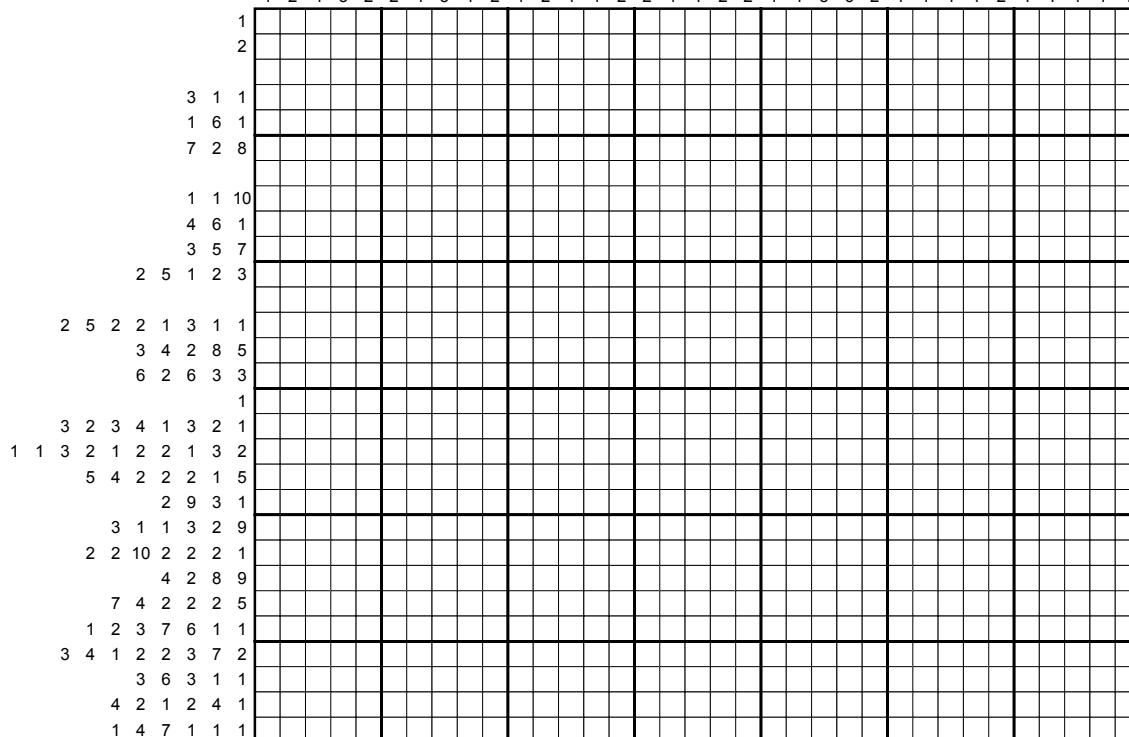 1
2
3 1 1
1 6 1
7 2 8
1 1 10
4 6 1
3 5 7
2 5 1 2 3
2 5 2 2 1 3 1 1
3 4 2 8 5
6 2 6 3 3
1
3 2 3 4 1 3 2 1
1 1 3 2 1 2 2 1 3 2
5 4 2 2 2 1 5
2 9 3 1
3 1 1 3 2 9
2 2 10 2 2 2 1
4 2 8 9
7 4 2 2 2 5
1 2 3 7 6 1 1
3 4 1 2 2 3 7 2
3 6 3 1 1
4 2 1 2 4 1
1 4 7 1 1 1